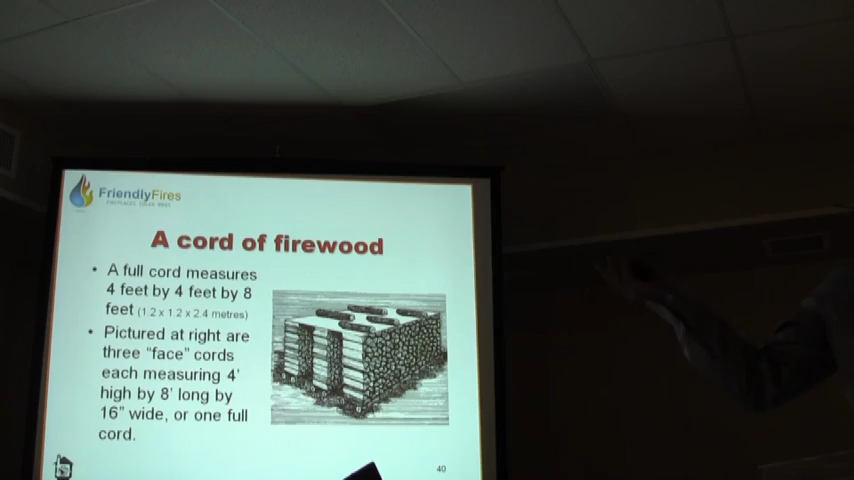 FriendlyFires
A cord of firewood
• A full cord measures
4 feet by 4 feet by 8
feet (1.2 x 1.2 x 2.4 metres)
• Pictured at right are
three “face” cords
each measuring 4'
high by 8' long by
16" wide, or one full
cord.
40